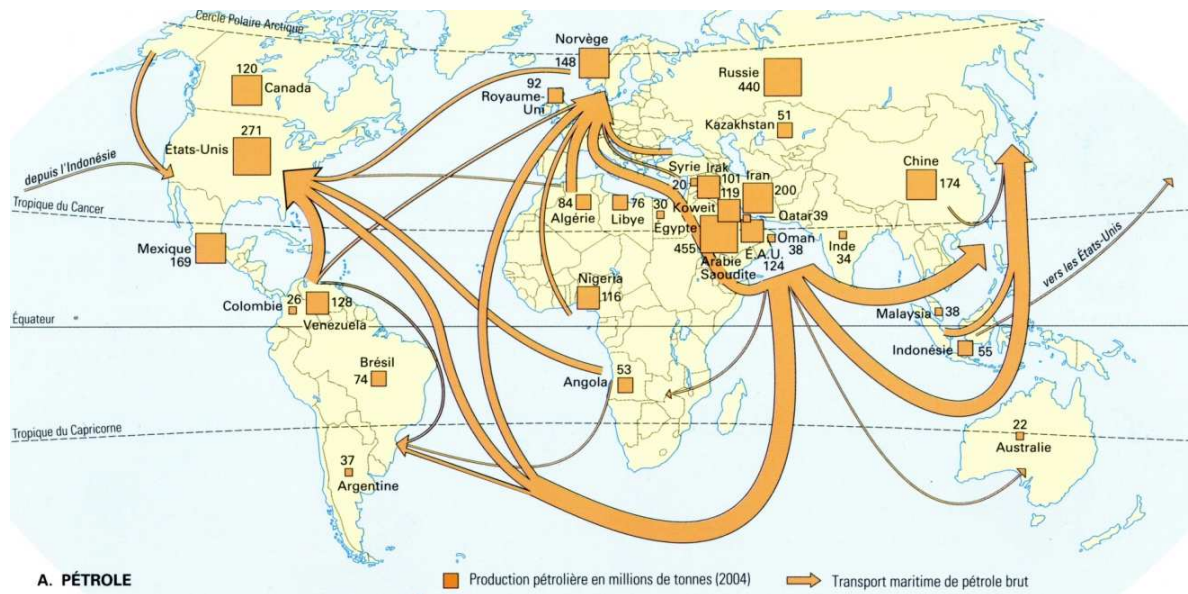 Cercle Polaire Arctique
Norvège
148
120
Canada
92
Royaume-
Uni
Russie
440
51
Kazakhstan
271
États-Unis
Chine
174
depuis l'Indonésie
Syrie
20
Irak
101
Iran
200
119
Koweit
Qatar 39
Tropique du Cancer
84
Algérie
76
Libye
30
Égypte
455
Arabie
Saoudite
É.A.U.
124
Oman
38
Inde
34
vers les États-Unis
Mexique
169
Nigeria
116
26
Colombie
128
Venezuela
Malaysia
38
Équateur
Indonésie
55
Brésil
74
Angola
53
Tropique du Capricorne
22
Australie
37
Argentine
A. PÉTROLE
Production pétrolière en millions de tonnes (2004)
Transport maritime de pétrole brut